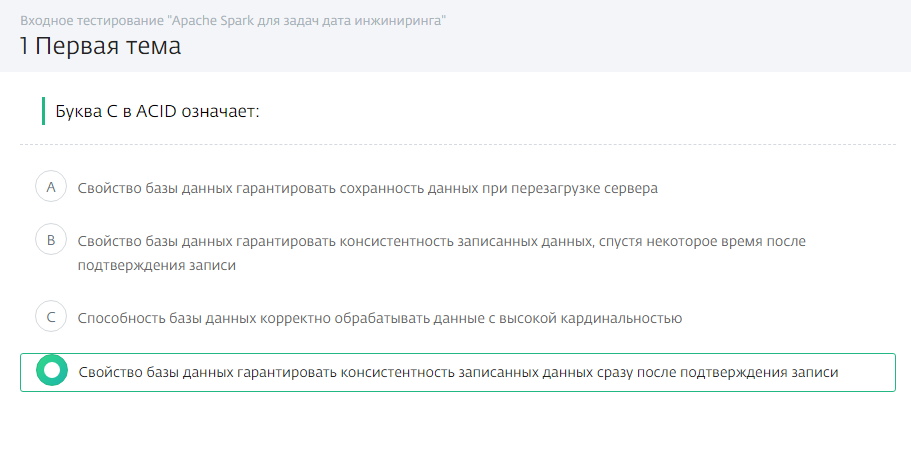 Входное тестирование "Apache Spark для задач дата инжиниринга"
1 Первая тема
Буква C в ACID означает:
A Свойство базы данных гарантировать сохранность данных при перезагрузке сервера
B Свойство базы данных гарантировать консистентность записанных данных, спустя некоторое время после
подтверждения записи
C Способность базы данных корректно обрабатывать данные с высокой кардинальностью
Свойство базы данных гарантировать консистентность записанных данных сразу после подтверждения записи